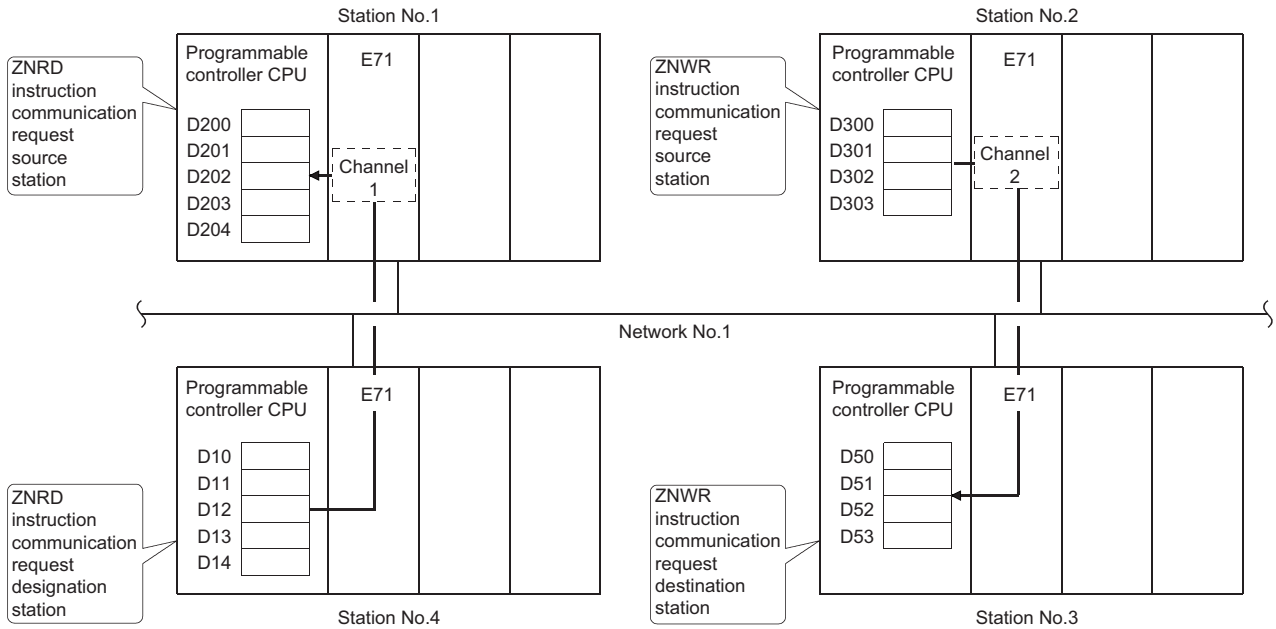 Station No.1
ZNRD
instruction
communication
request
source
station
Programmable
controller CPU
E71
D200
D201
D202
D203
D204
Channel
1
Station No.2
ZNWR
instruction
communication
request
source
station
Programmable
controller CPU
E71
D300
D301
D302
D303
Channel
2
Network No.1
ZNRD
instruction
communication
request
designation
station
Programmable
controller CPU
E71
D10
D11
D12
D13
D14
Station No.4
ZNWR
instruction
communication
request
destination
station
Programmable
controller CPU
E71
D50
D51
D52
D53
Station No.3